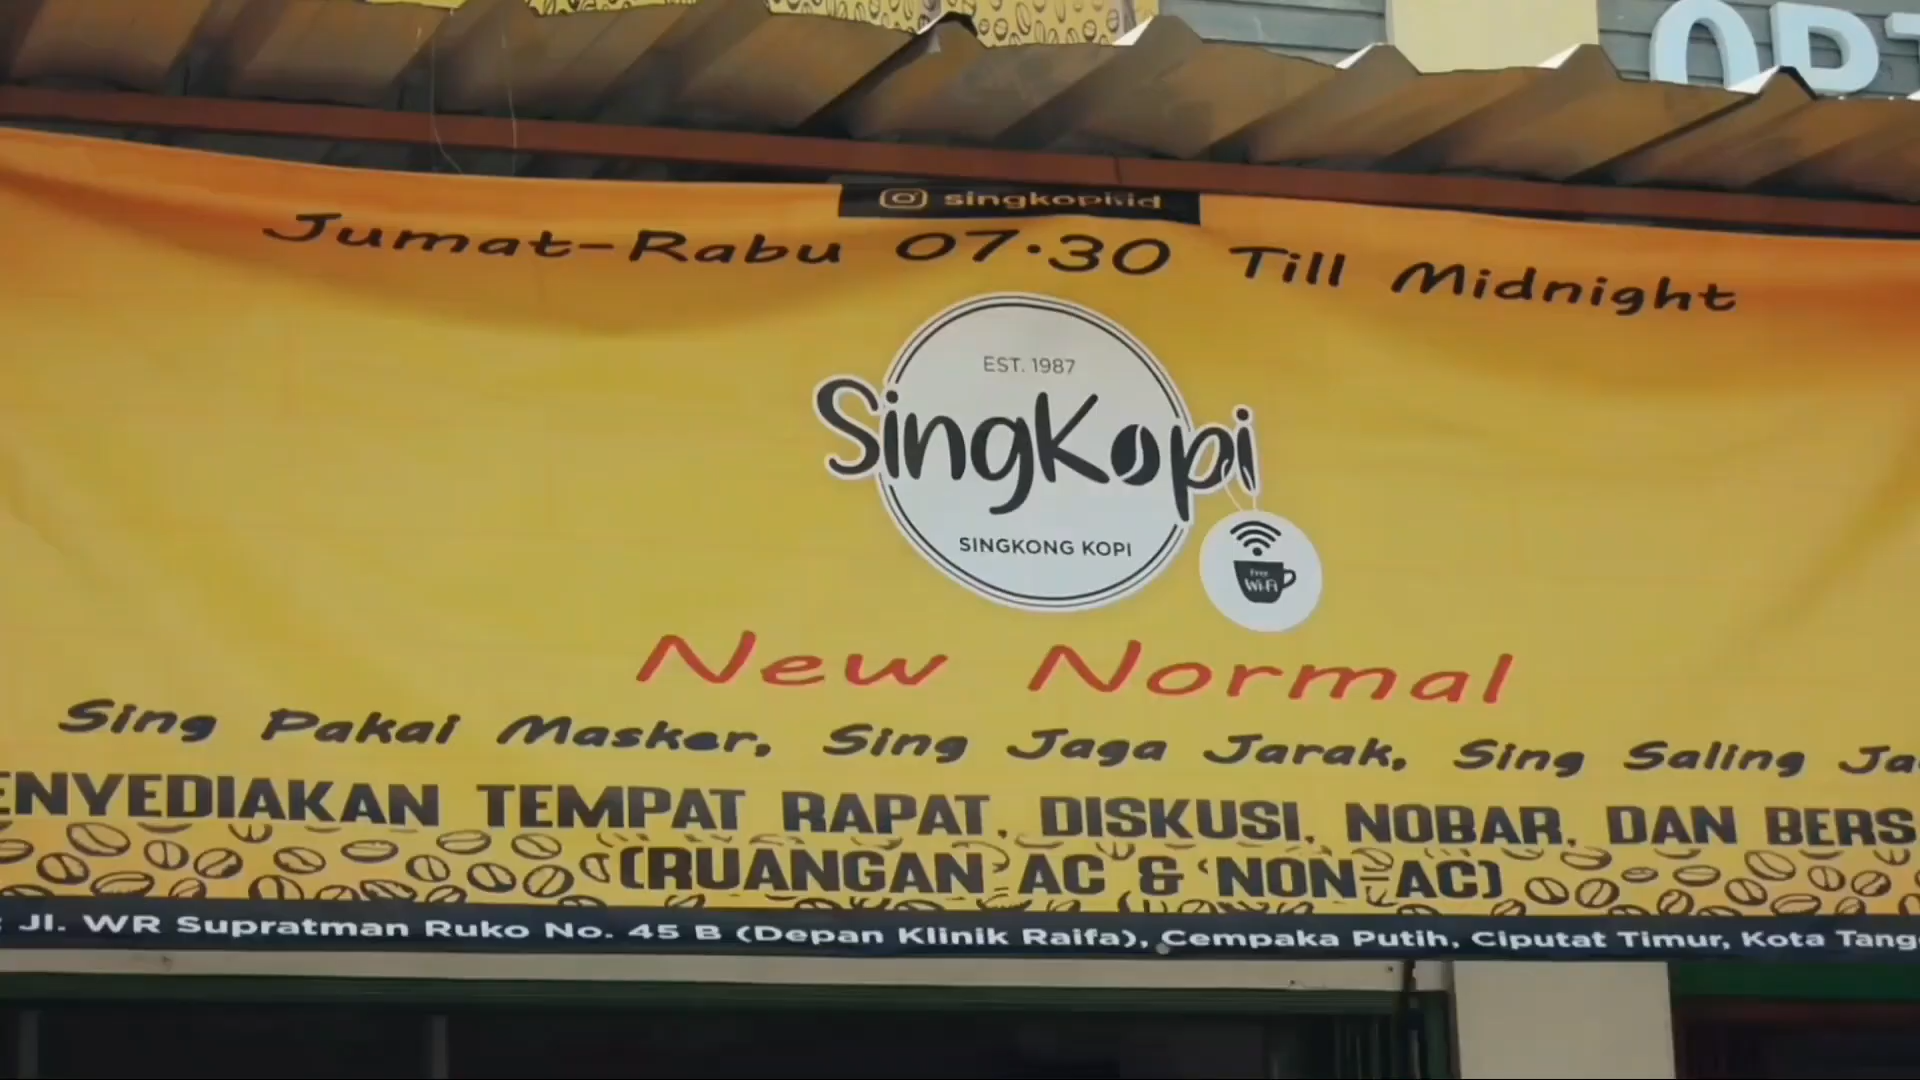 singkopi.id
Jumat-Rabu 07.30 Till Midnight
EST. 1987
SingKopi
SINGKONG KOPI
Free
Wi-Fi
New Normal
Sing Pakai Masker, Sing Jaga Jarak, Sing Saling
TEMPAT RAPAT, DISKUSI, NOBAR, DAN
(RUANGAN AC & NON-AC)
Jl. WR Supratman Ruko No. 45 B (Depan Klinik Raifa), Cempaka Putih, Ciputat Timur, Kota